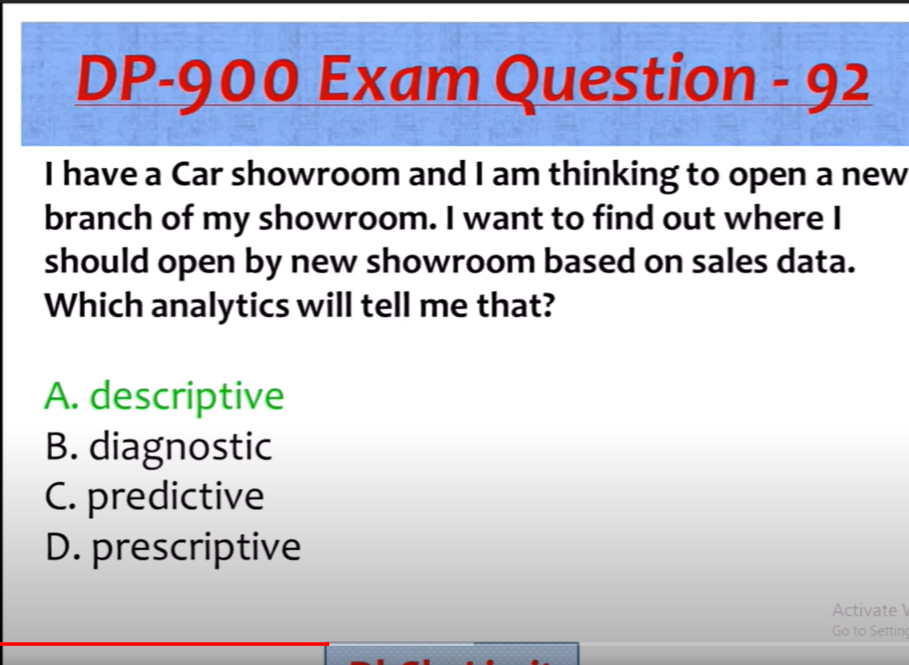 DP-900 Exam Question - 92
I have a Car showroom and I am thinking to open a new
branch of my showroom. I want to find out where I
should open by new showroom based on sales data.
Which analytics will tell me that?
A. descriptive
B. diagnostic
C. predictive
D. prescriptive
Activate
Go to Setting